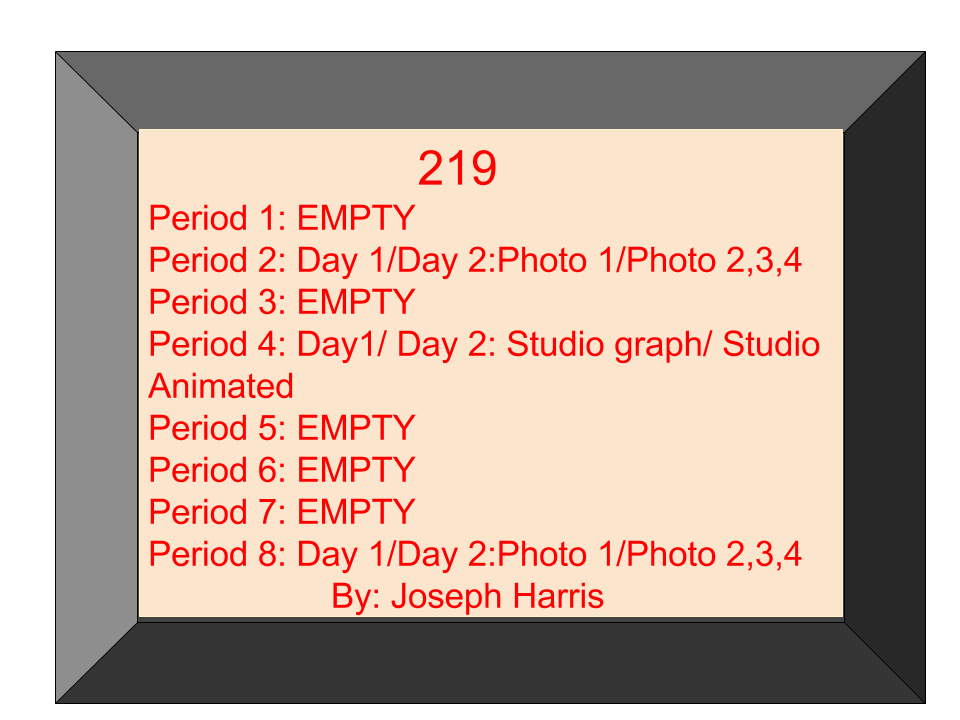 219
Period 1: EMPTY
Period 2: Day 1/Day 2:Photo 1/Photo 2,3,4
Period 3: EMPTY
Period 4: Day1/ Day 2: Studio graph/ Studio
Animated
Period 5: EMPTY
Period 6: EMPTY
Period 7: EMPTY
Period 8: Day 1/Day 2:Photo 1/Photo 2,3,4
By: Joseph Harris